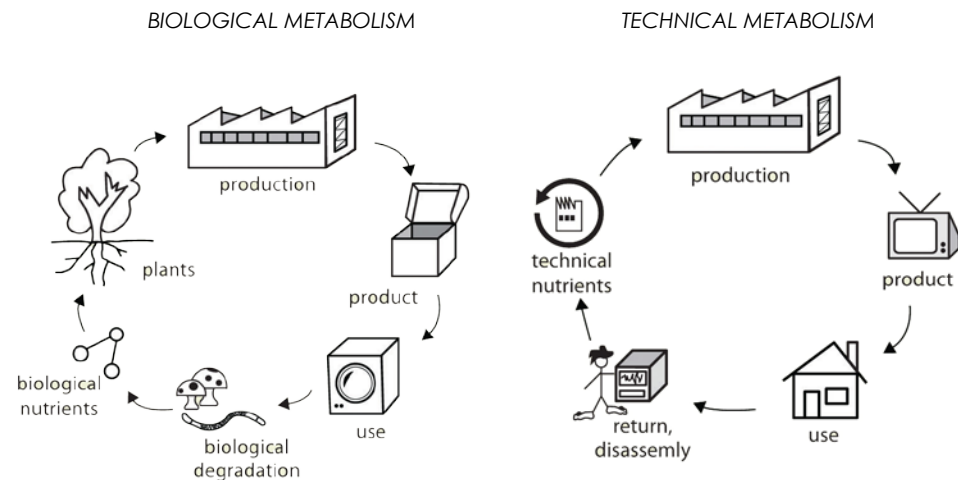 BIOLOGICAL METABOLISM
production
plants
product
biological
nutrients
use
biological
degradation
TECHNICAL METABOLISM
production
technical
nutrients
product
return,
disassemly
use